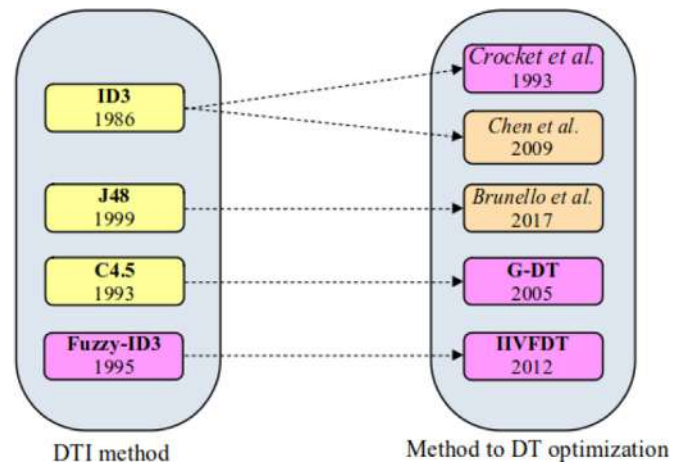 ID3
1986
J48
1999
C4.5
1993
Fuzzy-ID3
1995
DTI method
Crocket et al.
1993
Chen et al.
2009
Brunello et al.
2017
G-DT
2005
IIVFDT
2012
Method to DT optimization